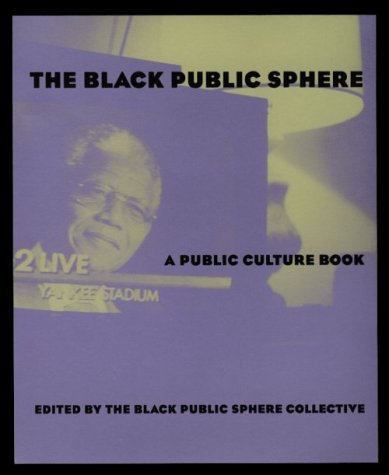 THE BLACK PUBLIC SPHERE
2 LIVE
A PUBLIC CULTURE BOOK
YANKEE STADIUM
EDITED BY THE BLACK PUBLIC SPHERE COLLECTIVE